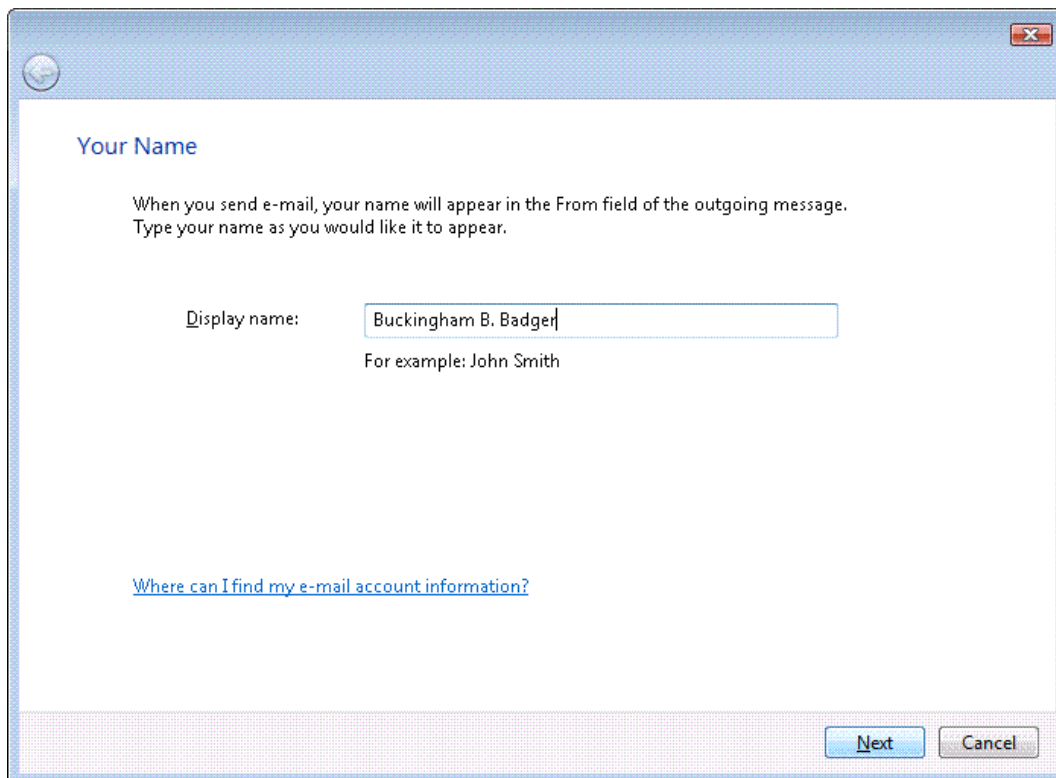 Your Name
When you send e-mail, your name will appear in the From field of the outgoing message.
Type your name as you would like it to appear.
Display name:
Buckingham B. Badger
For example: John Smith
Where can I find my e-mail account information?
Next
Cancel